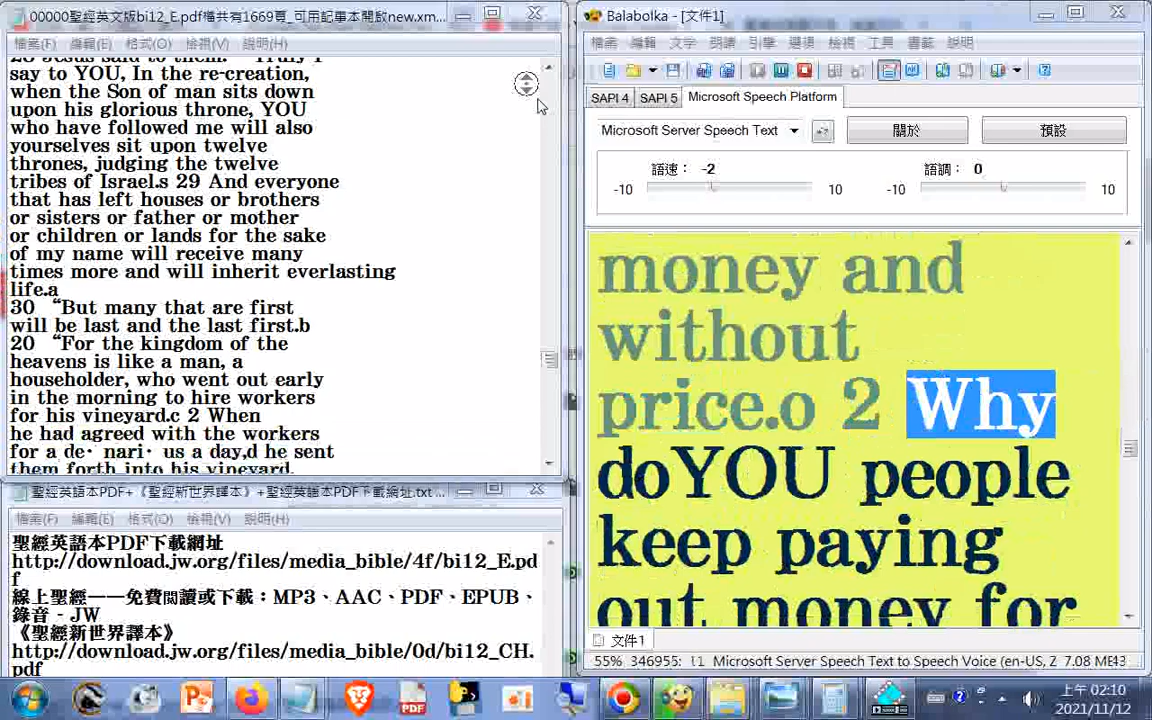 00000聖經英文版bi12_E.pdf檔共有1669頁_可用記事本開啟new.xm...
檔案(F) 編輯(E) 格式(O) 檢視(V) 說明(H)
28 Jesus said to them: “Truly I
say to YOU, In the re-creation,
when the Son of man sits down
upon his glorious throne, YOU
who have followed me will also
yourselves sit upon twelve
thrones, judging the twelve
tribes of Israel.s 29 And everyone
that has left houses or brothers
or sisters or father or mother
or children or lands for the sake
of my name will receive many
times more and will inherit everlasting
life.a
30 “But many that are first
will be last and the last first.b
20 “For the kingdom of the
heavens is like a man, a
householder, who went out early
in the morning to hire workers
for his vineyard.c 2 When
he had agreed with the workers
for a de· nari· us a day,d he sent
them forth into his vineyard.
聖經英語本PDF+《聖經新世界譯本》+聖經英語本PDF下載網址.txt ...
檔案(F) 編輯(E) 格式(O) 檢視(V) 說明(H)
聖經英語本PDF下載網址
http://download.jw.org/files/media_bible/4f/bi12_E.pd
f
線上聖經——免費閱讀或下載：MP3、AAC、PDF、EPUB、
錄音 - JW
《聖經新世界譯本》
http://download.jw.org/files/media_bible/0d/bi12_CH.
pdf
Balabolka - [文件1]
檔案 編輯 文字 朗讀 引擎 選項 檢視 工具 書籤 說明
SAPI 4 SAPI 5 Microsoft Speech Platform
Microsoft Server Speech Text 關於 預設
語速： -2 語調： 0
-10 10 -10 10
money and
without
price.o 2 Why
doYOU people
keep paying
out money for
文件1
55% 346955: Microsoft Server Speech Text to Speech Voice (en-US, Z 7.08 ME
PDF
上午 02:10
2021/11/12